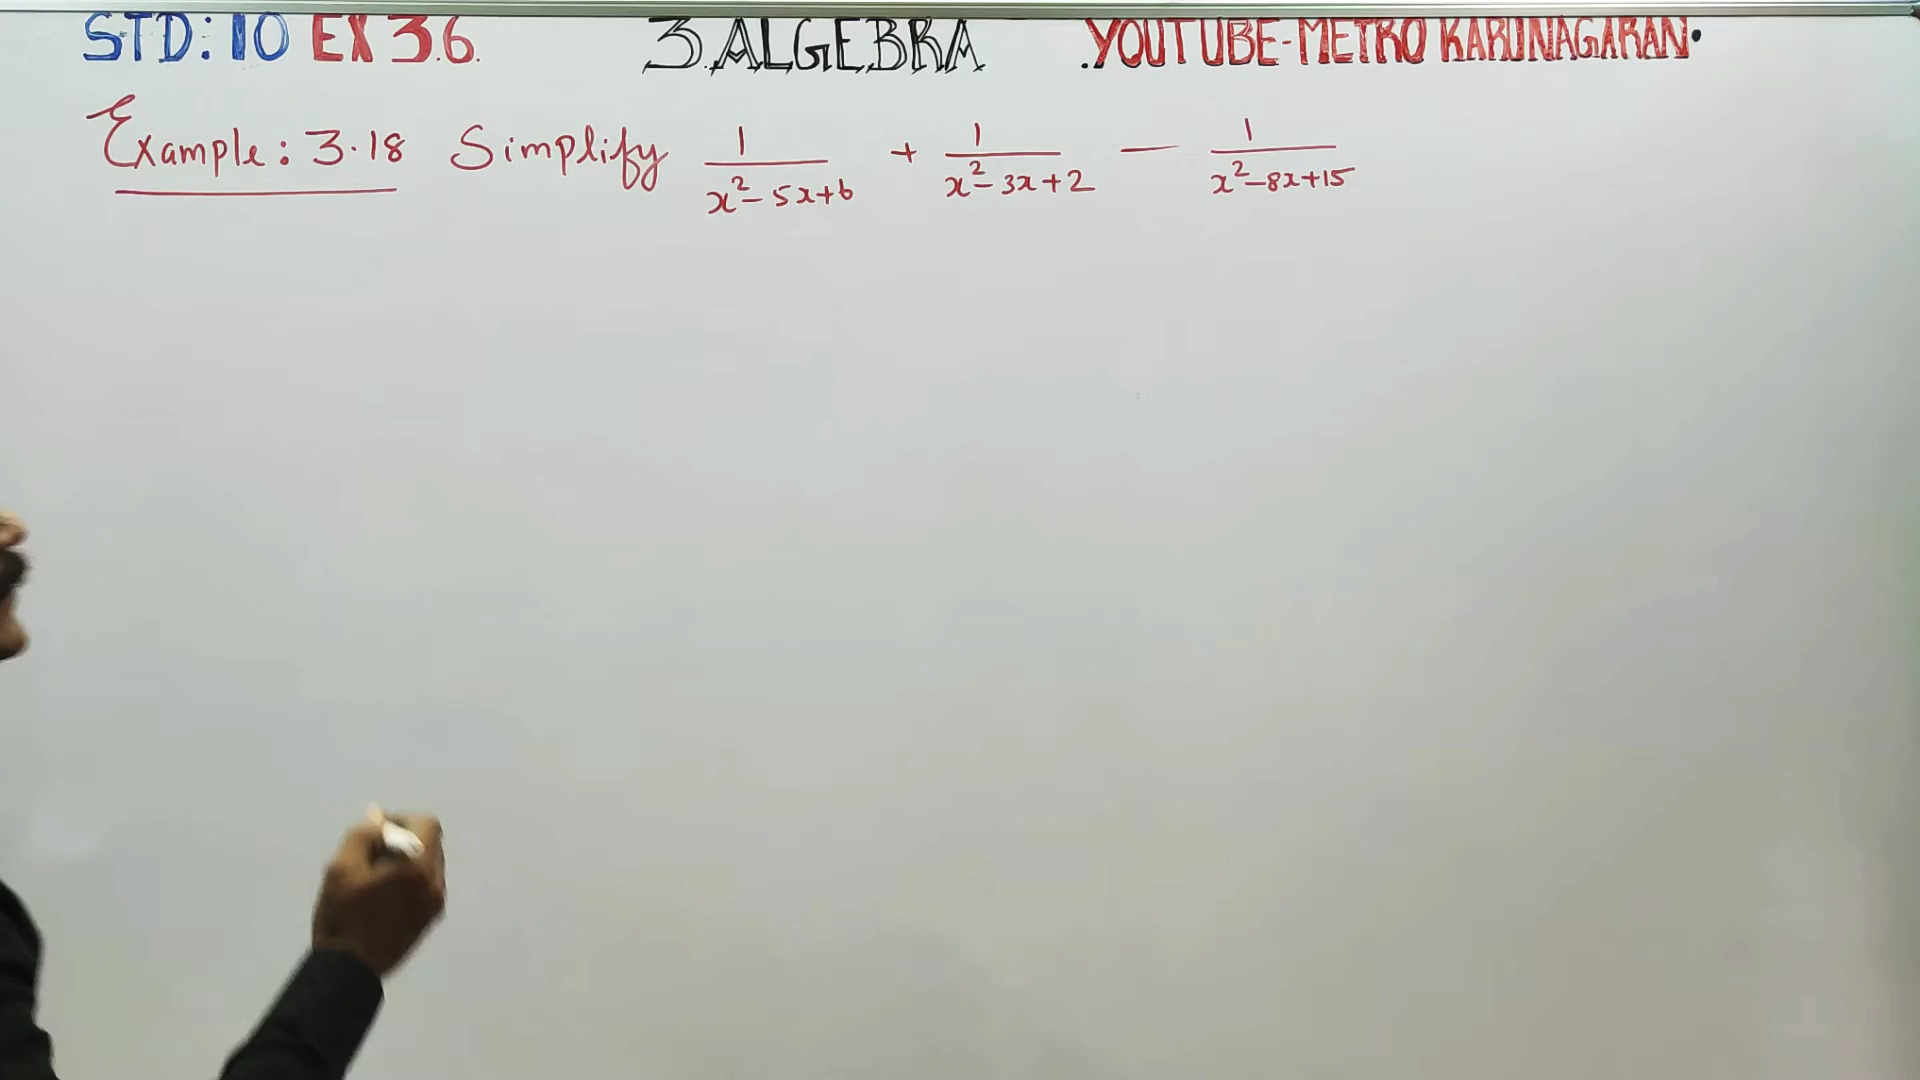 STD: 10 EX 3.6. 3.ALGEBRA .YOUTUBE-METRO KARUNAGARAN.
Example: 3.18 Simplify 1/(x²-5x+6) + 1/(x²-3x+2) - 1/(x²-8x+15)